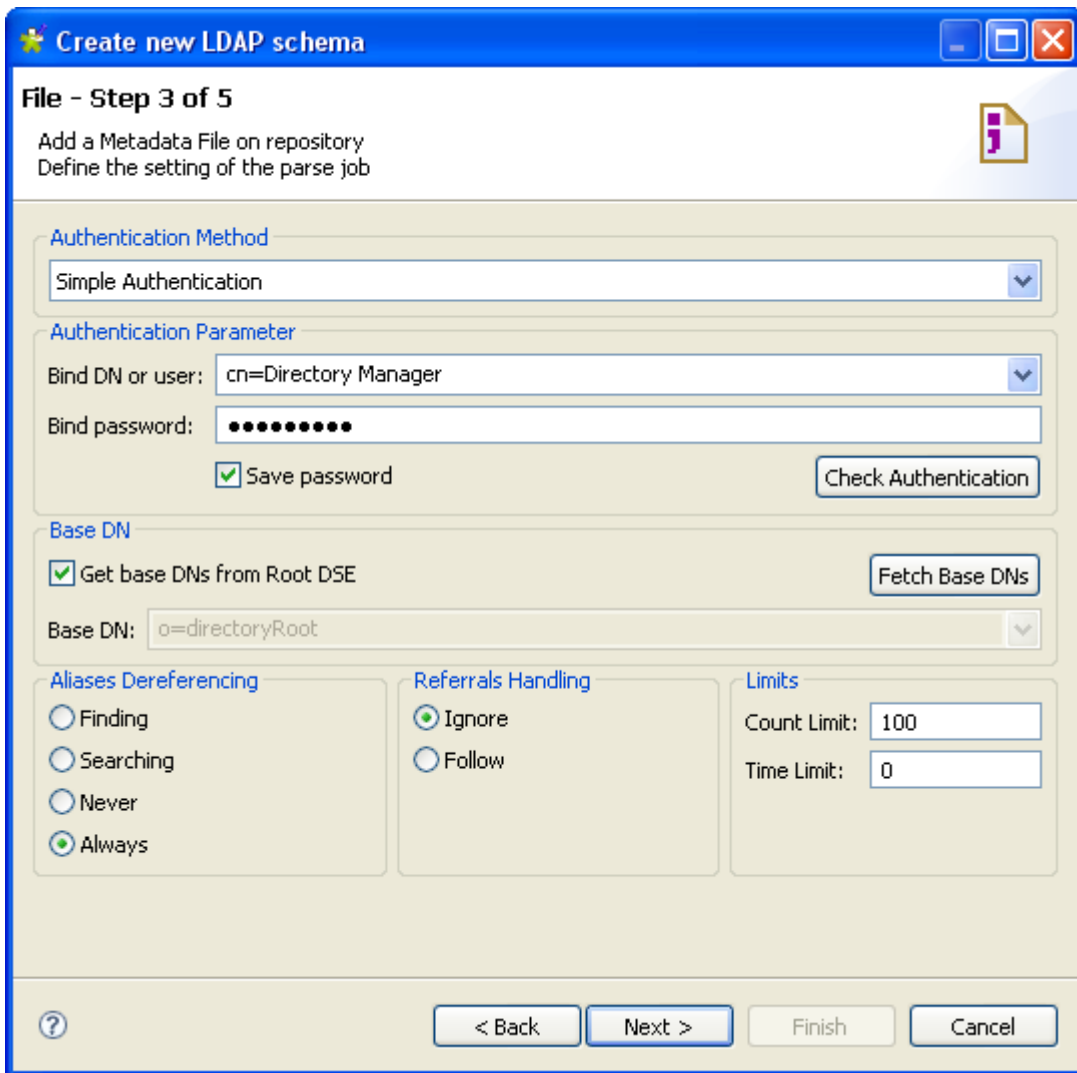 Create new LDAP schema
File - Step 3 of 5
Add a Metadata File on repository
Define the setting of the parse job
Authentication Method
Simple Authentication
Authentication Parameter
Bind DN or user: cn=Directory Manager
Bind password: ●●●●●●●●●
Save password Check Authentication
Base DN
Get base DNs from Root DSE Fetch Base DNs
Base DN: o=directoryRoot
Aliases Dereferencing
Finding
Searching
Never
Always
Referrals Handling
Ignore
Follow
Limits
Count Limit: 100
Time Limit: 0
? < Back Next > Finish Cancel